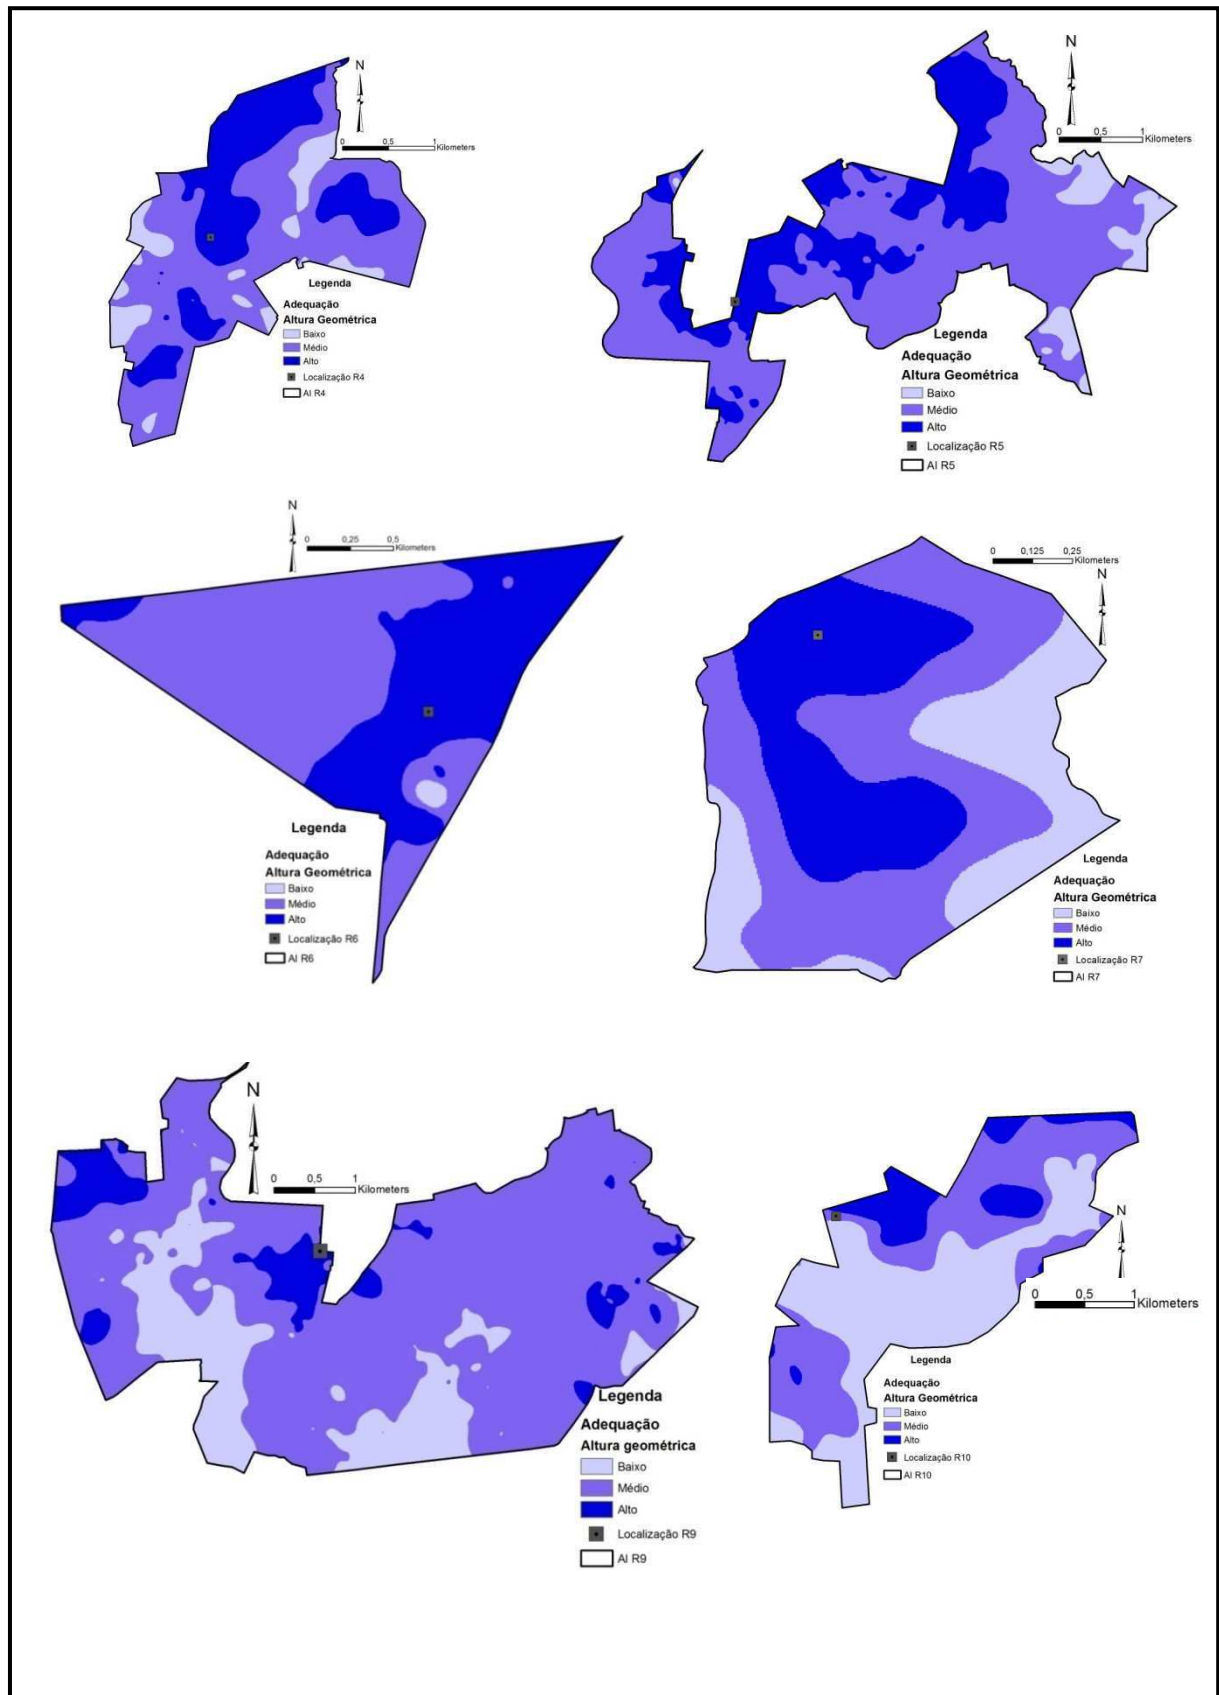 N
0 0,5 1
Kilometers
Legenda
Adequação
Altura Geométrica
Baixo
Médio
Alto
Localização R4
AI R4
N
0 0,5 1
Kilometers
Legenda
Adequação
Altura Geométrica
Baixo
Médio
Alto
Localização R5
AI R5
N
0 0,25 0,5
Kilometers
Legenda
Adequação
Altura Geométrica
Baixo
Médio
Alto
Localização R6
AI R6
0 0,125 0,25
Kilometers
N
Legenda
Adequação
Altura Geométrica
Baixo
Médio
Alto
Localização R7
AI R7
N
0 0,5 1
Kilometers
Legenda
Adequação
Altura geométrica
Baixo
Médio
Alto
Localização R9
AI R9
N
0 0,5 1
Kilometers
Legenda
Adequação
Altura Geométrica
Baixo
Médio
Alto
Localização R10
AI R10